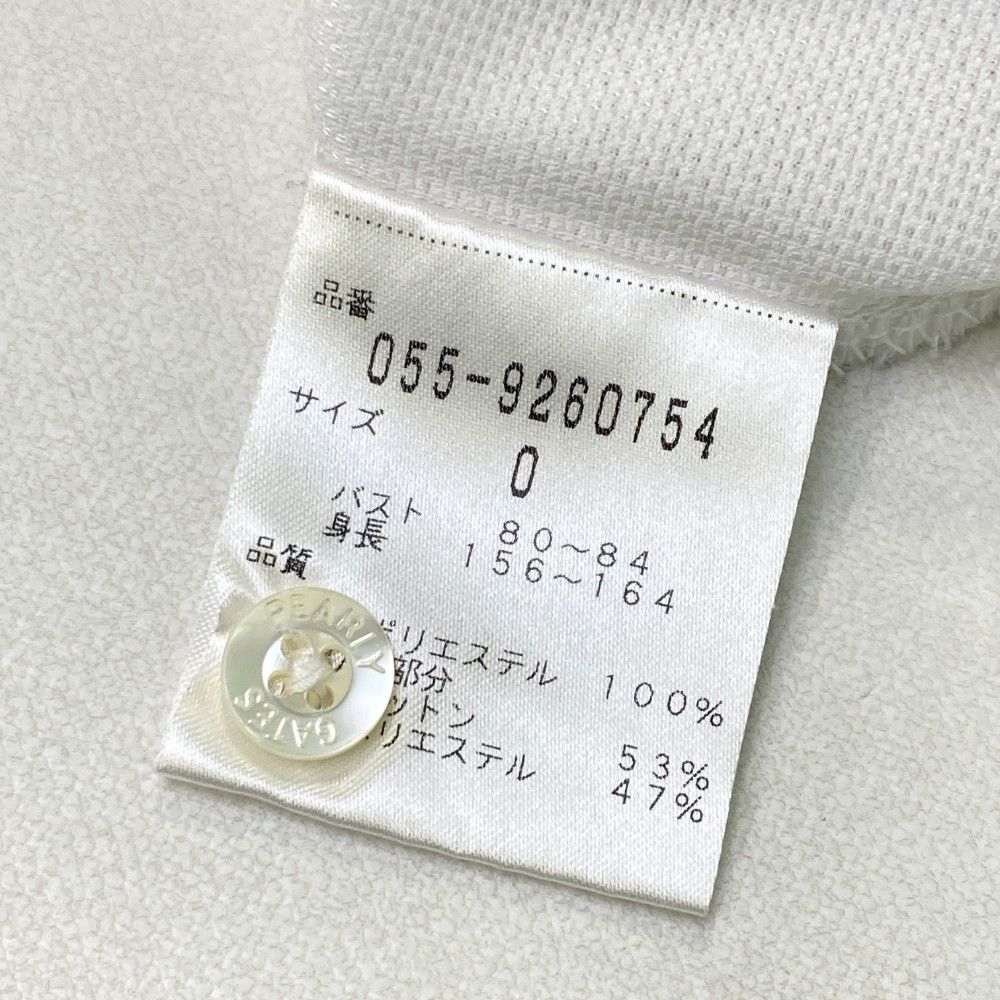 品番
055-9260754
サイズ
0
バスト 80～84
身長 156～164
品質
ポリエステル 100%
部分
ットン 53%
リエステル 47%
PEARLY GATES